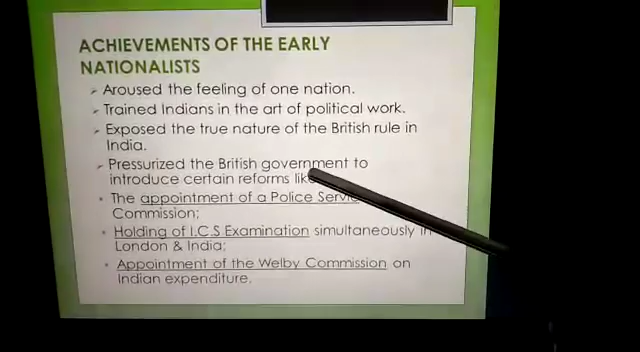 ACHIEVEMENTS OF THE EARLY
NATIONALISTS
Aroused the feeling of one nation.
Trained Indians in the art of political work.
Exposed the true nature of the British rule in
India.
Pressurized the British government to
introduce certain reforms
The appointment of a Police
Commission;
Holding of I.C.S Examination simultaneously in
London & India;
Appointment of the Welby Commission on
Indian expenditure.